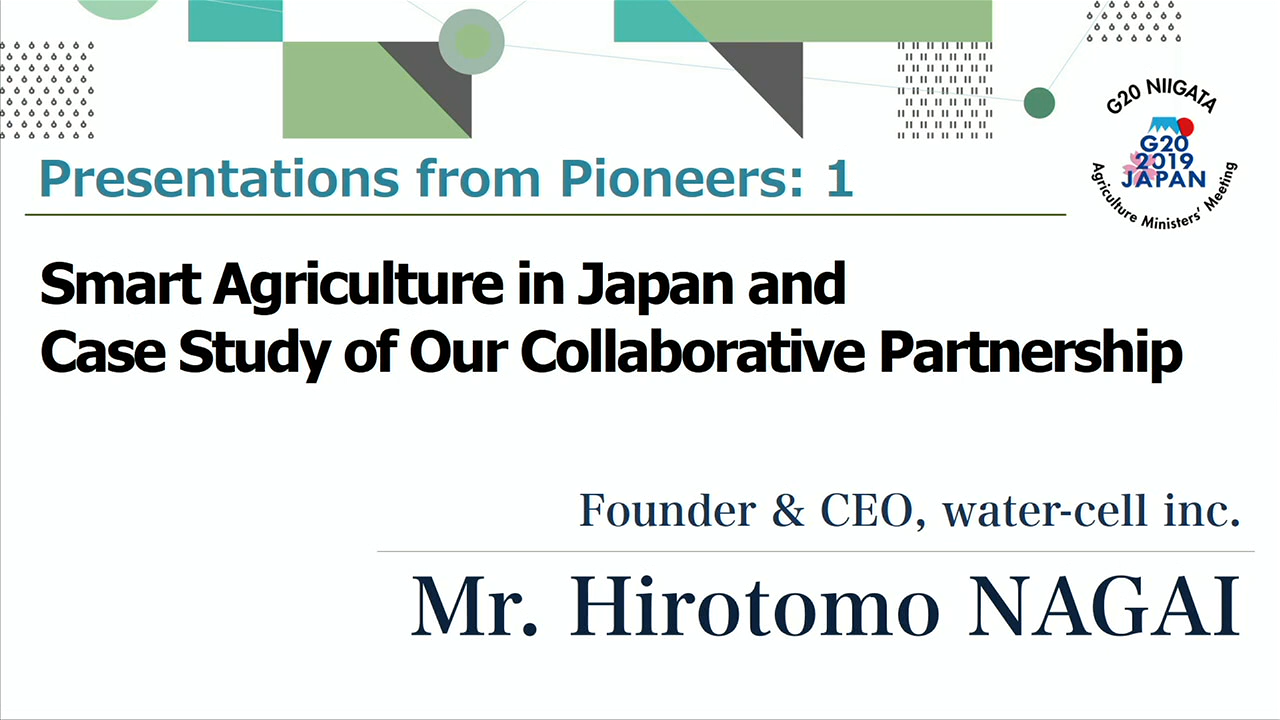 G20 NIIGATA
G20
2019
JAPAN
Agriculture Ministers' Meeting
Presentations from Pioneers: 1
Smart Agriculture in Japan and
Case Study of Our Collaborative Partnership
Founder & CEO, water-cell inc.
Mr. Hirotomo NAGAI